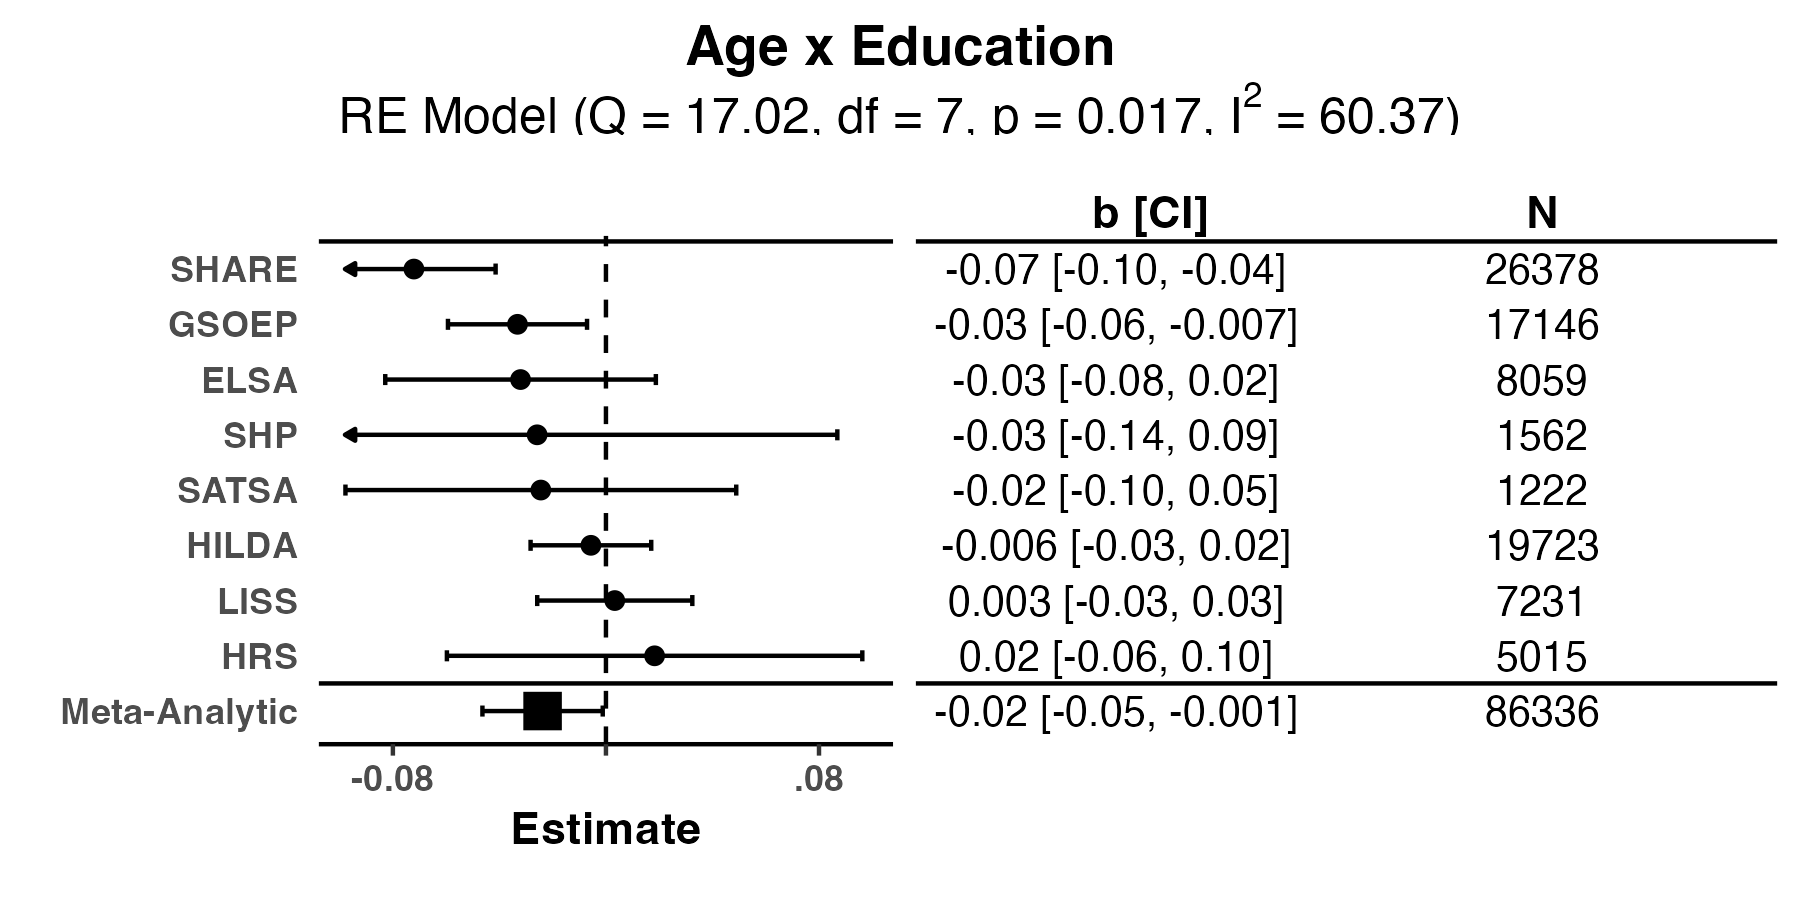 Age x Education
RE Model (Q = 17.02, df = 7, p = 0.017, I² = 60.37)
b [CI] N
SHARE -0.07 [-0.10, -0.04] 26378
GSOEP -0.03 [-0.06, -0.007] 17146
ELSA -0.03 [-0.08, 0.02] 8059
SHP -0.03 [-0.14, 0.09] 1562
SATSA -0.02 [-0.10, 0.05] 1222
HILDA -0.006 [-0.03, 0.02] 19723
LISS 0.003 [-0.03, 0.03] 7231
HRS 0.02 [-0.06, 0.10] 5015
Meta-Analytic -0.02 [-0.05, -0.001] 86336
-0.08 .08
Estimate